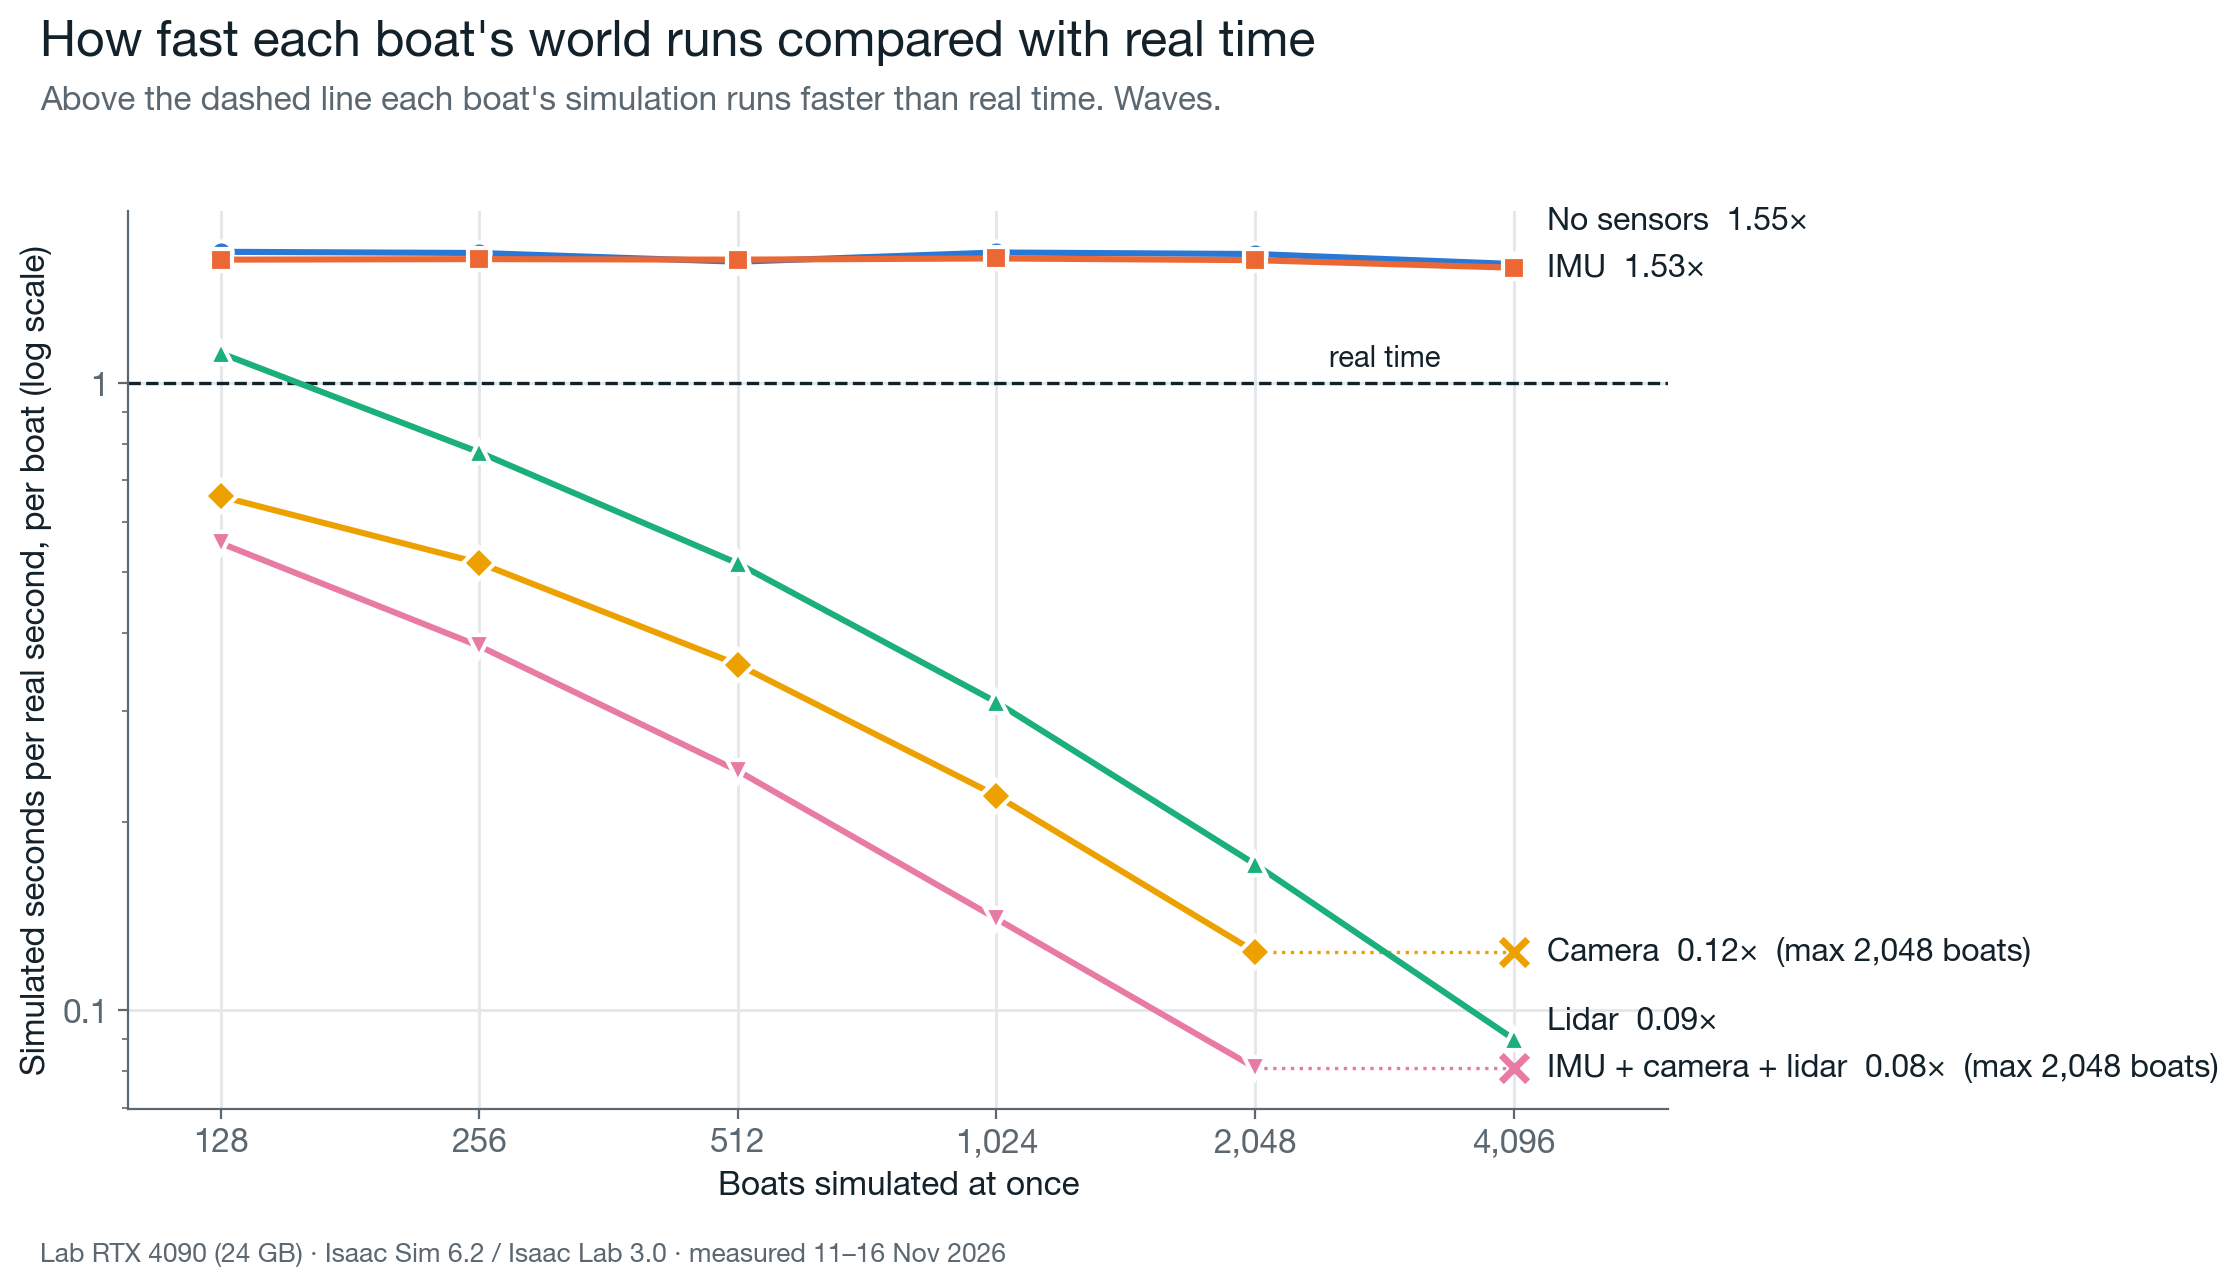 How fast each boat's world runs compared with real time
Above the dashed line each boat's simulation runs faster than real time. Waves.
Simulated seconds per real second, per boat (log scale)
No sensors 1.55×
IMU 1.53×
real time
1
Camera 0.12× (max 2,048 boats)
0.1
Lidar 0.09×
IMU + camera + lidar 0.08× (max 2,048 boats)
128 256 512 1,024 2,048 4,096
Boats simulated at once
Lab RTX 4090 (24 GB) · Isaac Sim 6.2 / Isaac Lab 3.0 · measured 11–16 Nov 2026